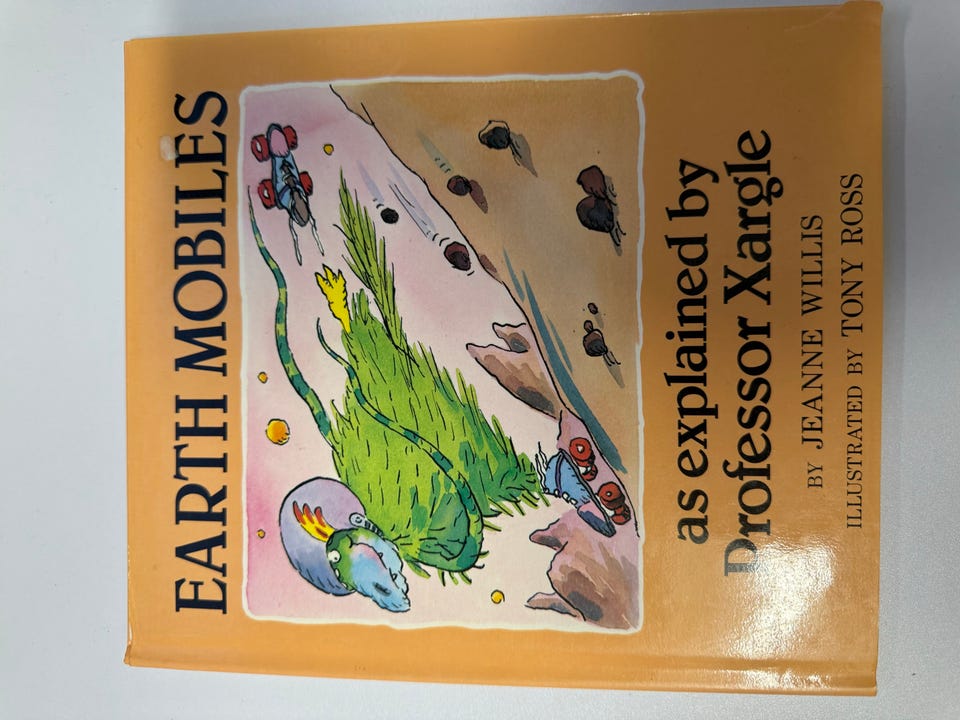 EARTH MOBILES
as explained by
Professor Xargle
BY JEANNE WILLIS
ILLUSTRATED BY TONY ROSS